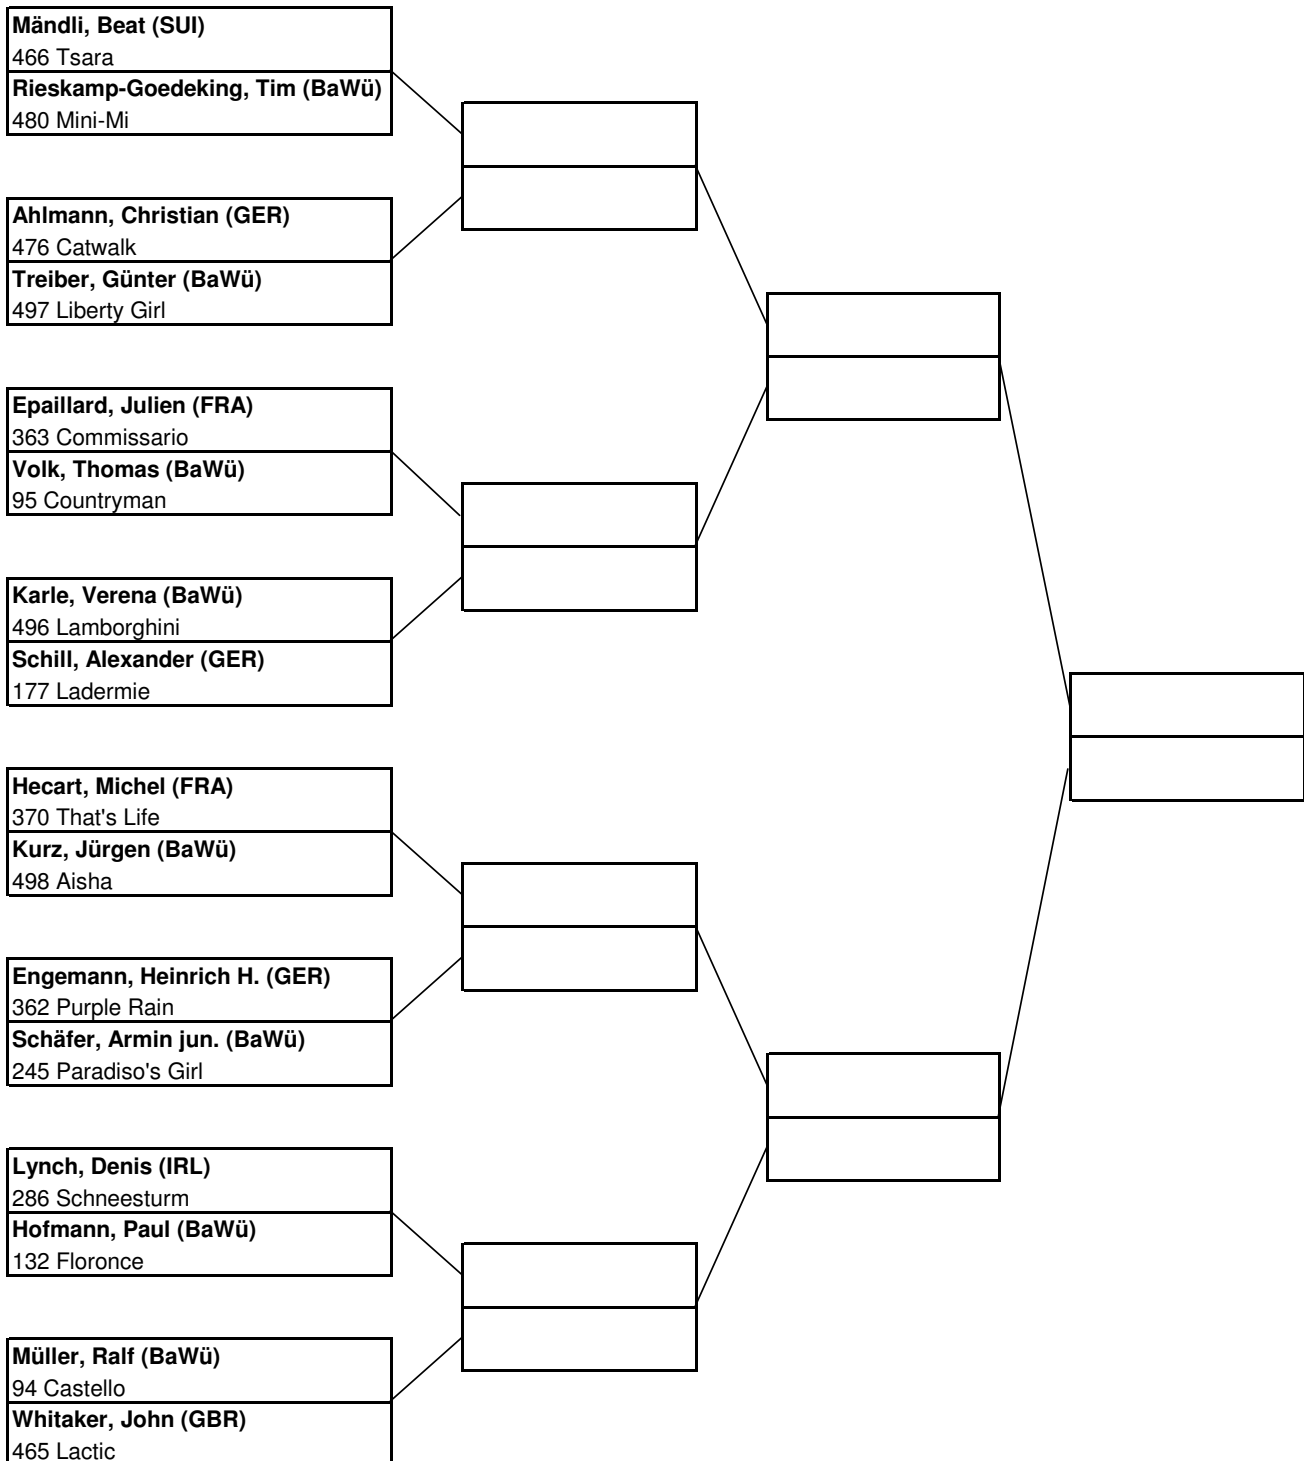 Mändli, Beat (SUI)
466 Tsara
Rieskamp-Goedeking, Tim (BaWü)
480 Mini-Mi
Ahlmann, Christian (GER)
476 Catwalk
Treiber, Günter (BaWü)
497 Liberty Girl
Epaillard, Julien (FRA)
363 Commissario
Volk, Thomas (BaWü)
95 Countryman
Karle, Verena (BaWü)
496 Lamborghini
Schill, Alexander (GER)
177 Ladermie
Hecart, Michel (FRA)
370 That's Life
Kurz, Jürgen (BaWü)
498 Aisha
Engemann, Heinrich H. (GER)
362 Purple Rain
Schäfer, Armin jun. (BaWü)
245 Paradiso's Girl
Lynch, Denis (IRL)
286 Schneesturm
Hofmann, Paul (BaWü)
132 Floronce
Müller, Ralf (BaWü)
94 Castello
Whitaker, John (GBR)
465 Lactic